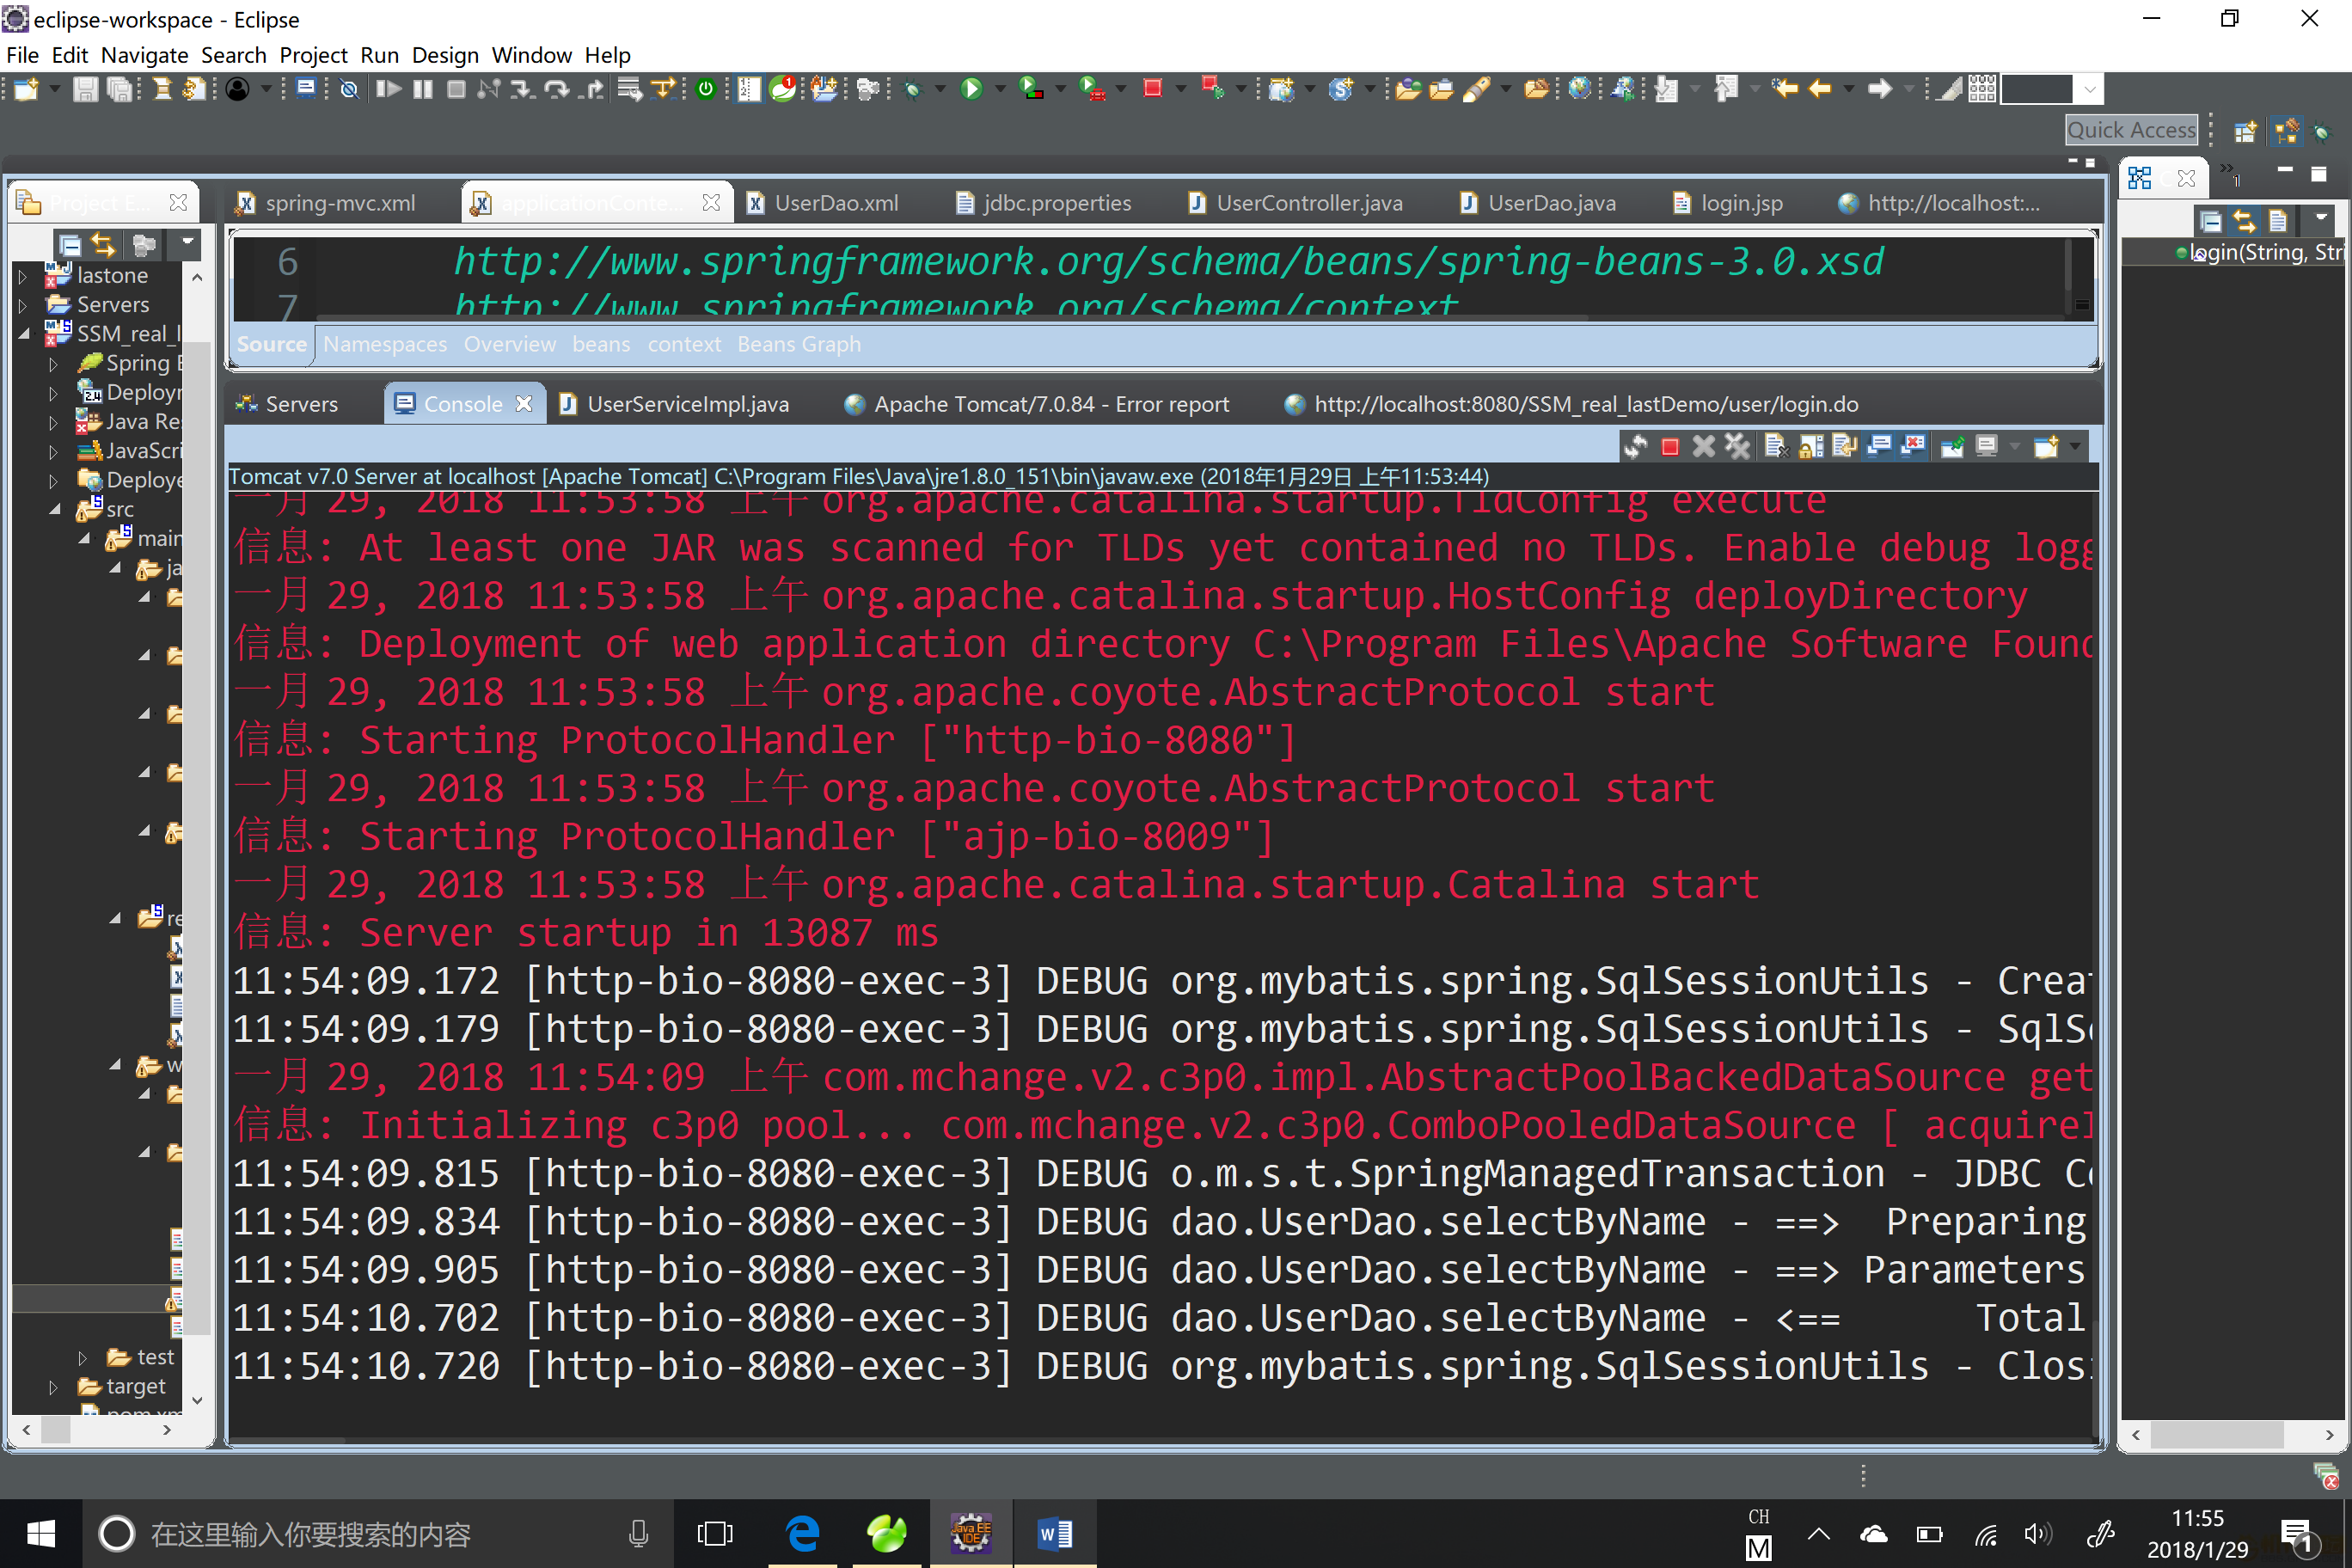 eclipse-workspace - Eclipse
File Edit Navigate Search Project Run Design Window Help
Quick Access
Project E...
spring-mvc.xml
applicationConte...
UserDao.xml
jdbc.properties
UserController.java
UserDao.java
login.jsp
http://localhost:...
lastone
Servers
SSM_real_l
Spring E
Deployr
Java Re
JavaScri
Deploye
src
main
ja
re
w
test
target
pom.xm
6 http://www.springframework.org/schema/beans/spring-beans-3.0.xsd
7 http://www.springframework.org/schema/context
Source Namespaces Overview beans context Beans Graph
login(String, Stri
Servers
Console
UserServiceImpl.java
Apache Tomcat/7.0.84 - Error report
http://localhost:8080/SSM_real_lastDemo/user/login.do
Tomcat v7.0 Server at localhost [Apache Tomcat] C:\Program Files\Java\jre1.8.0_151\bin\javaw.exe (2018年1月29日 上午11:53:44)
一月 29, 2018 11:53:58 上午 org.apache.catalina.startup.TldConfig execute
信息: At least one JAR was scanned for TLDs yet contained no TLDs. Enable debug logg
一月 29, 2018 11:53:58 上午 org.apache.catalina.startup.HostConfig deployDirectory
信息: Deployment of web application directory C:\Program Files\Apache Software Found
一月 29, 2018 11:53:58 上午 org.apache.coyote.AbstractProtocol start
信息: Starting ProtocolHandler ["http-bio-8080"]
一月 29, 2018 11:53:58 上午 org.apache.coyote.AbstractProtocol start
信息: Starting ProtocolHandler ["ajp-bio-8009"]
一月 29, 2018 11:53:58 上午 org.apache.catalina.startup.Catalina start
信息: Server startup in 13087 ms
11:54:09.172 [http-bio-8080-exec-3] DEBUG org.mybatis.spring.SqlSessionUtils - Creat
11:54:09.179 [http-bio-8080-exec-3] DEBUG org.mybatis.spring.SqlSessionUtils - SqlSe
一月 29, 2018 11:54:09 上午 com.mchange.v2.c3p0.impl.AbstractPoolBackedDataSource get
信息: Initializing c3p0 pool... com.mchange.v2.c3p0.ComboPooledDataSource [ acquireI
11:54:09.815 [http-bio-8080-exec-3] DEBUG o.m.s.t.SpringManagedTransaction - JDBC Co
11:54:09.834 [http-bio-8080-exec-3] DEBUG dao.UserDao.selectByName - ==>  Preparing
11:54:09.905 [http-bio-8080-exec-3] DEBUG dao.UserDao.selectByName - ==> Parameters
11:54:10.702 [http-bio-8080-exec-3] DEBUG dao.UserDao.selectByName - <==      Total
11:54:10.720 [http-bio-8080-exec-3] DEBUG org.mybatis.spring.SqlSessionUtils - Closi
在这里输入你要搜索的内容
CH
M
11:55
2018/1/29
1